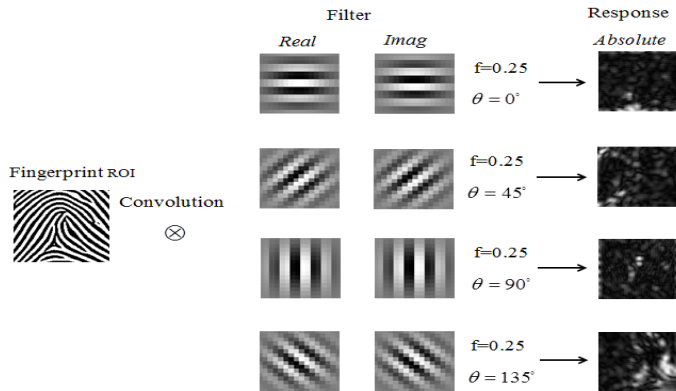 Filter
Response
Real
Imag
Absolute
f=0.25
θ = 0°
f=0.25
θ = 45°
Fingerprint ROI
Convolution
⊗
f=0.25
θ = 90°
f=0.25
θ = 135°